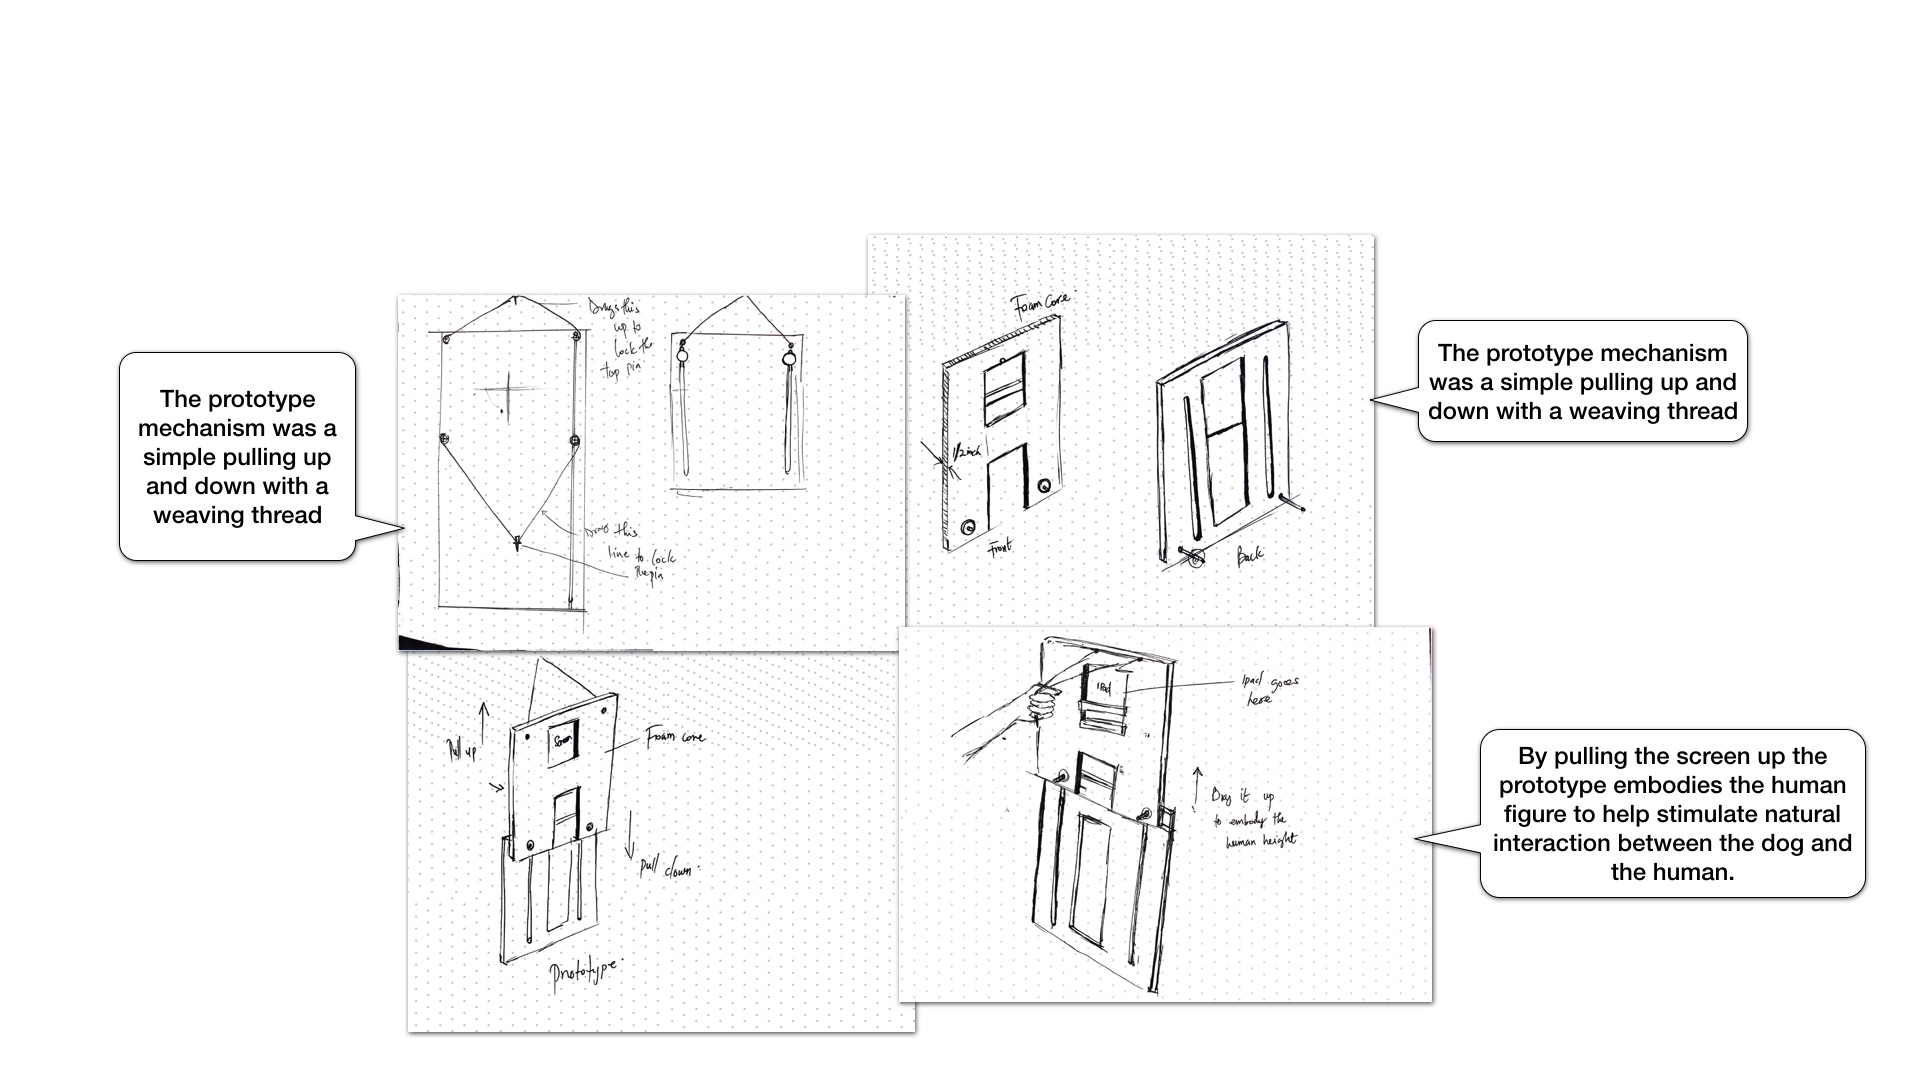 The prototype
mechanism was a
simple pulling up
and down with a
weaving thread
Drags this
up to
lock the
top pin
Drag this
line to lock
the pin
Foam Core
1/2 inch
Front
Back
The prototype mechanism
was a simple pulling up and
down with a weaving thread
Pull up
Screen
Foam core
Pull down
Prototype
iPad
Ipad goes
here
Drag it up
to embody the
human height
By pulling the screen up the
prototype embodies the human
figure to help stimulate natural
interaction between the dog and
the human.